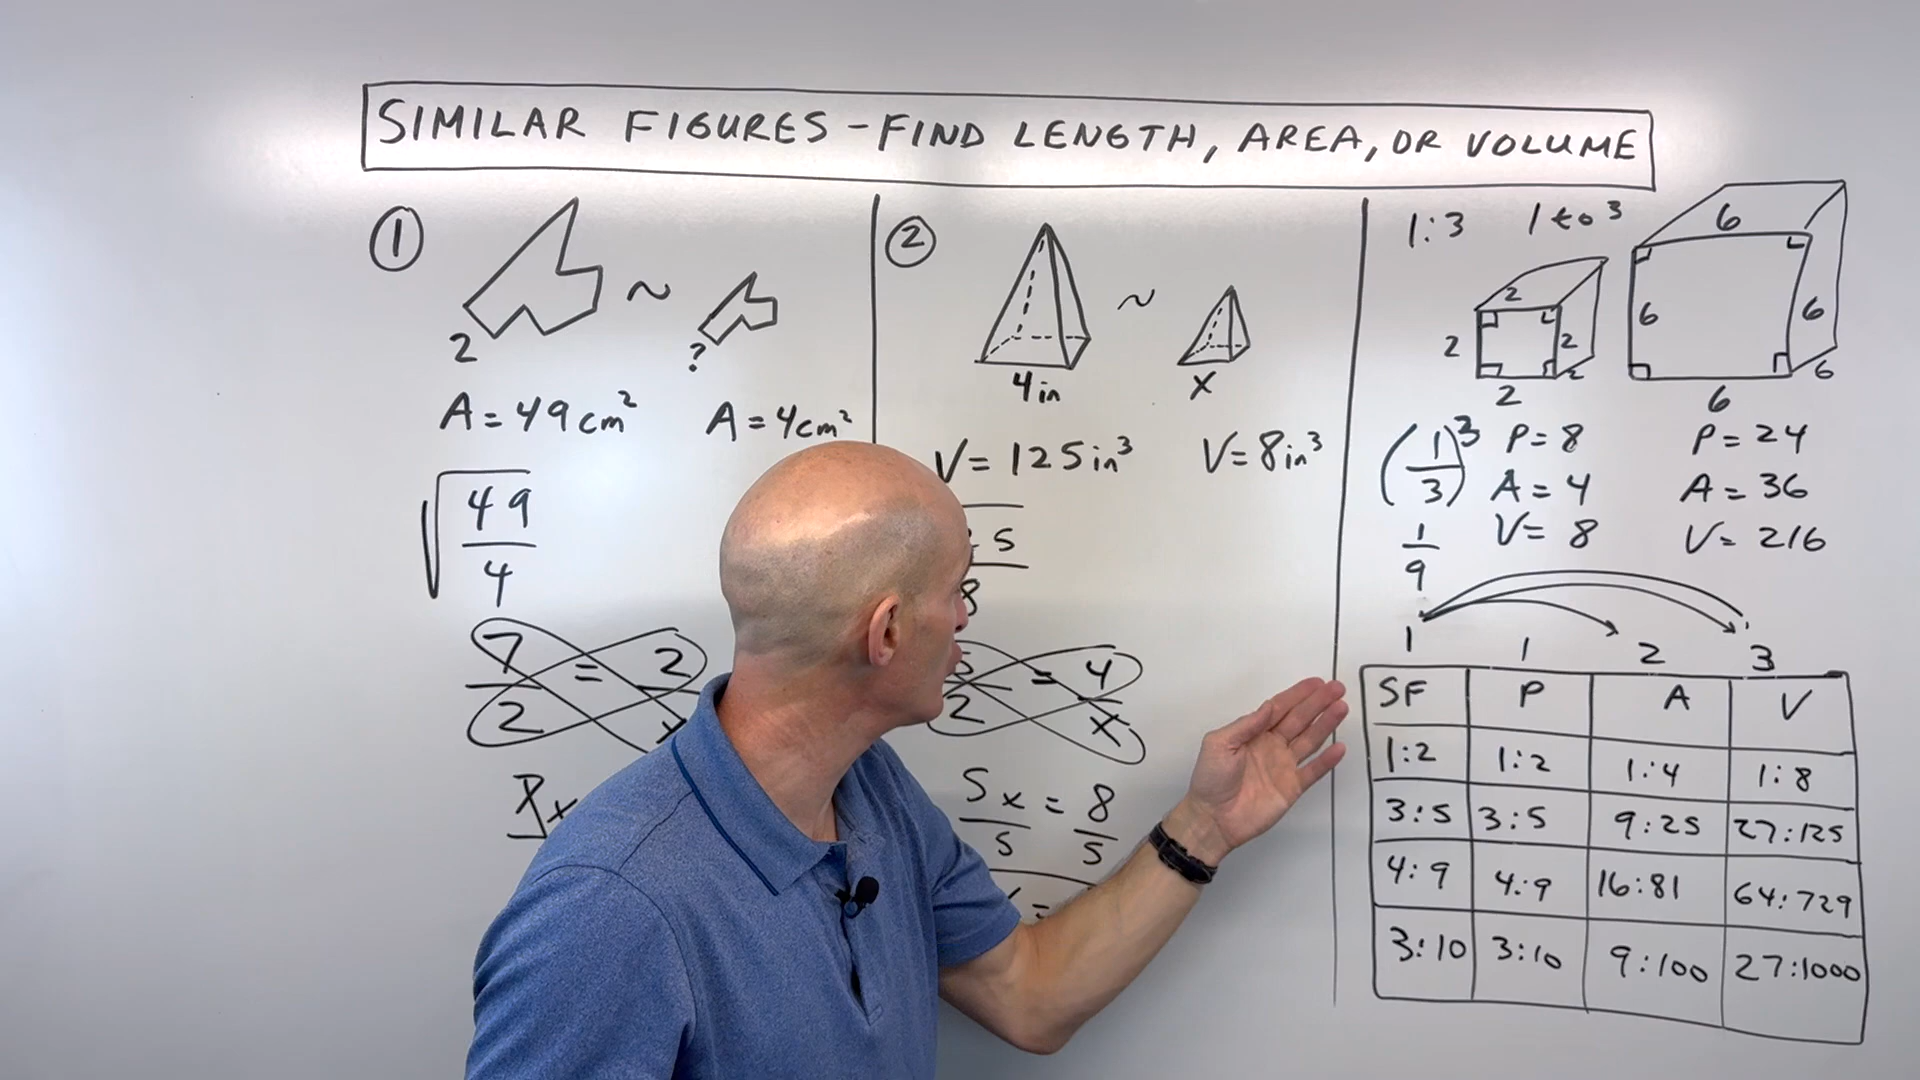 SIMILAR FIGURES - FIND LENGTH, AREA, OR VOLUME
1
2 ~ ?
A = 49cm² A = 4cm²
√49/4
7/2 = 2/x
2
4in ~ x
V = 125in³ V = 8in³
5
8
2 = 4/x
5x/5 = 8/5
=
1:3 1 to 3
2
2 2
2 2
6
6 6
6 6
(1/3)³
1/9
P = 8
A = 4
V = 8
P = 24
A = 36
V = 216
1 1 2 3
SF P A V
1:2 1:2 1:4 1:8
3:5 3:5 9:25 27:125
4:9 4:9 16:81 64:729
3:10 3:10 9:100 27:1000